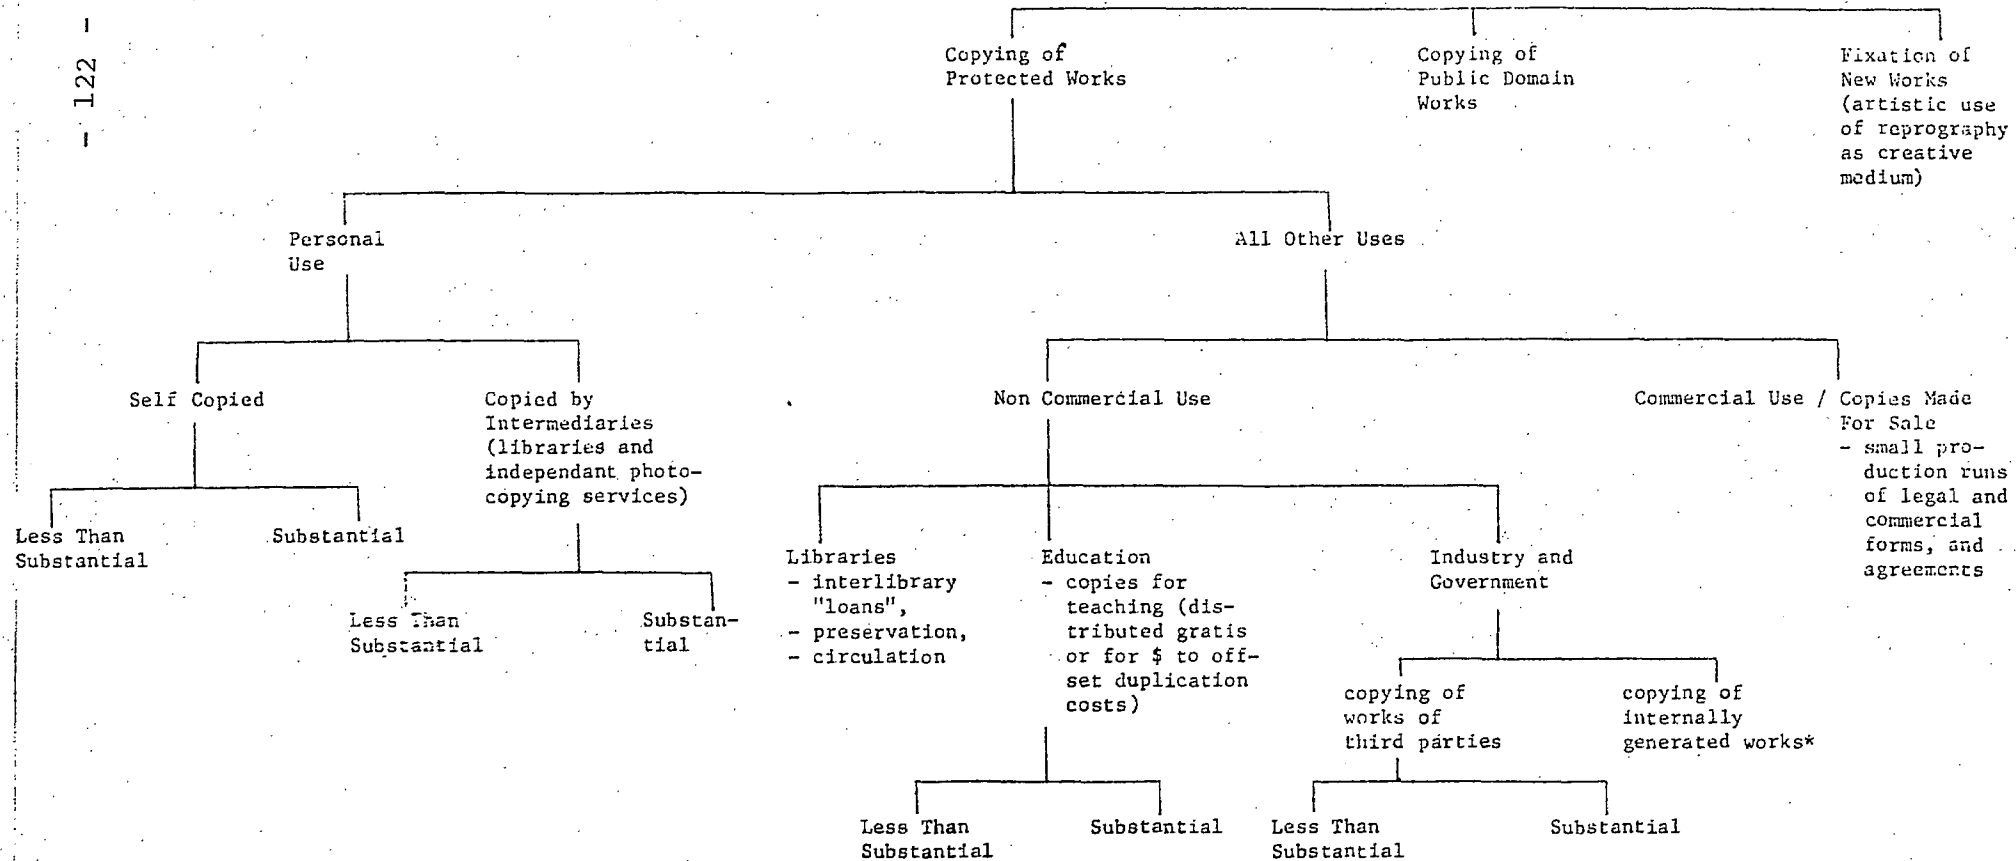 - 122 -
Copying of
Protected Works
Copying of
Public Domain
Works
Fixation of
New Works
(artistic use
of reprography
as creative
medium)
Personal
Use
All Other Uses
Self Copied
Copied by
Intermediaries
(libraries and
independant photo-
copying services)
Non Commercial Use
Commercial Use / Copies Made
For Sale
- small pro-
duction runs
of legal and
commercial
forms, and
agreements
Less Than
Substantial
Substantial
Less Than
Substantial
Substan-
tial
Libraries
- interlibrary
"loans",
- preservation,
- circulation
Education
- copies for
teaching (dis-
tributed gratis
or for $ to off-
set duplication
costs)
Industry and
Government
copying of
works of
third parties
copying of
internally
generated works*
Less Than
Substantial
Substantial
Less Than
Substantial
Substantial